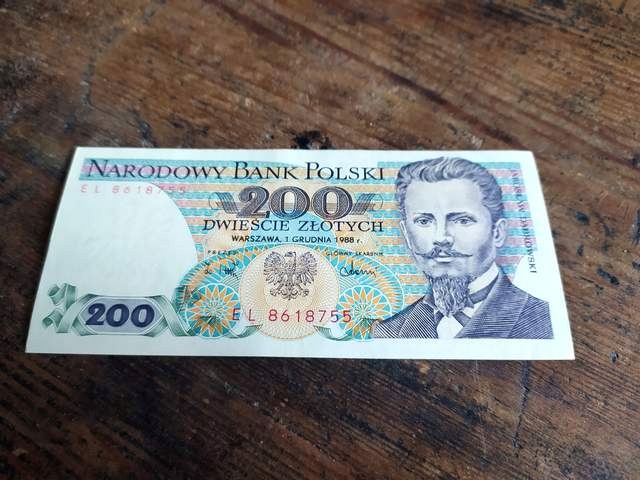 NARODOWY BANK POLSKI
EL 8618755
200
DWIEŚCIE ZŁOTYCH
WARSZAWA, 1 GRUDNIA 1988 r.
PREZES GŁÓWNY SKARBNIK
200
EL 8618755
DĄBROWSKI